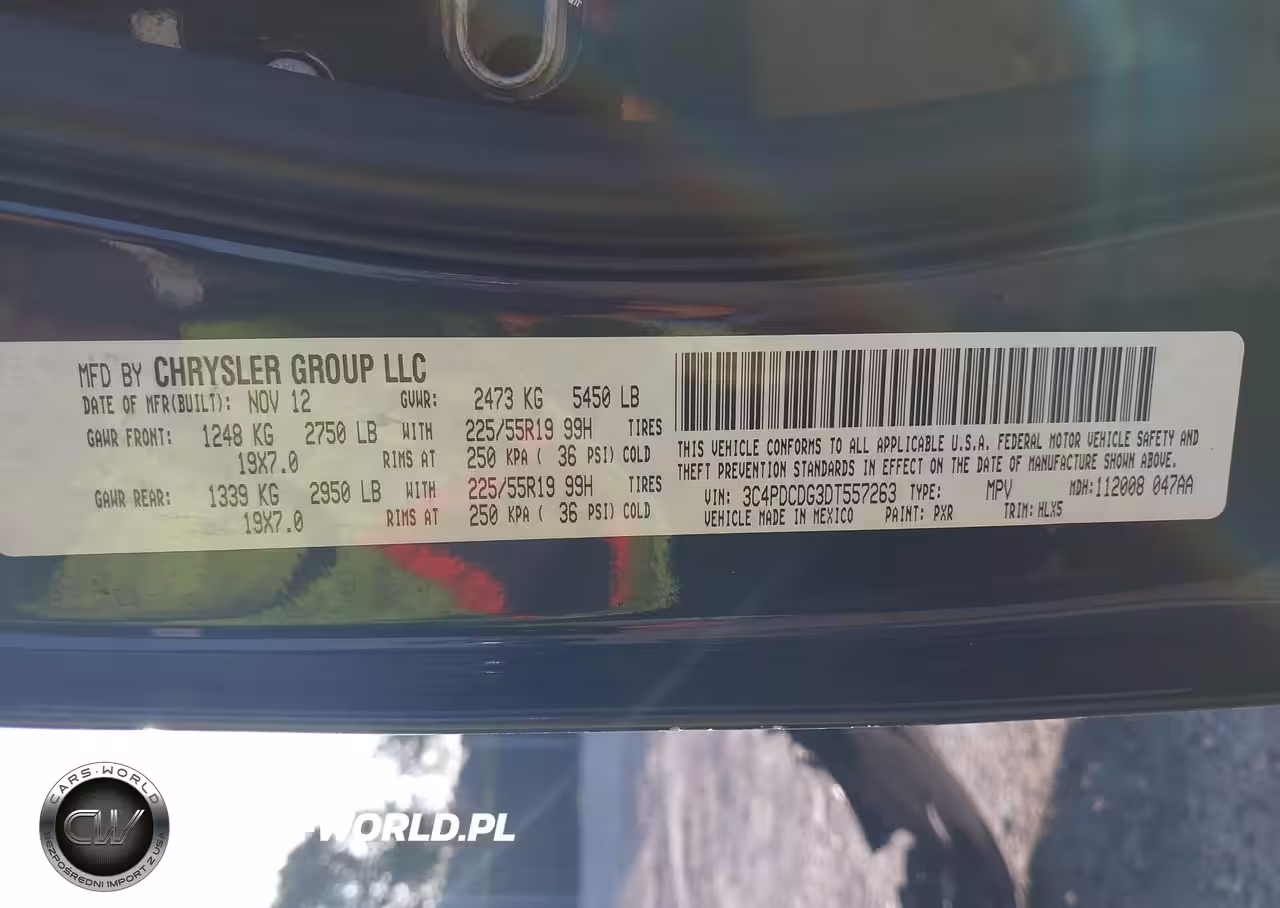 MFD BY CHRYSLER GROUP LLC
DATE OF MFR(BUILT): NOV 12 GVWR: 2473 KG 5450 LB
GAWR FRONT: 1248 KG 2750 LB WITH 225/55R19 99H TIRES
19X7.0 RIMS AT 250 KPA ( 36 PSI) COLD
GAWR REAR: 1339 KG 2950 LB WITH 225/55R19 99H TIRES
19X7.0 RIMS AT 250 KPA ( 36 PSI) COLD
THIS VEHICLE CONFORMS TO ALL APPLICABLE U.S.A. FEDERAL MOTOR VEHICLE SAFETY AND
THEFT PREVENTION STANDARDS IN EFFECT ON THE DATE OF MANUFACTURE SHOWN ABOVE.
VIN: 3C4PDCDG3DT557263 TYPE: MPV MDH: 112008 047AA
VEHICLE MADE IN MEXICO PAINT: PXR TRIM: HLX5
CARS-WORLD
CW
BEZPOŚREDNI IMPORT Z USA
-WORLD.PL